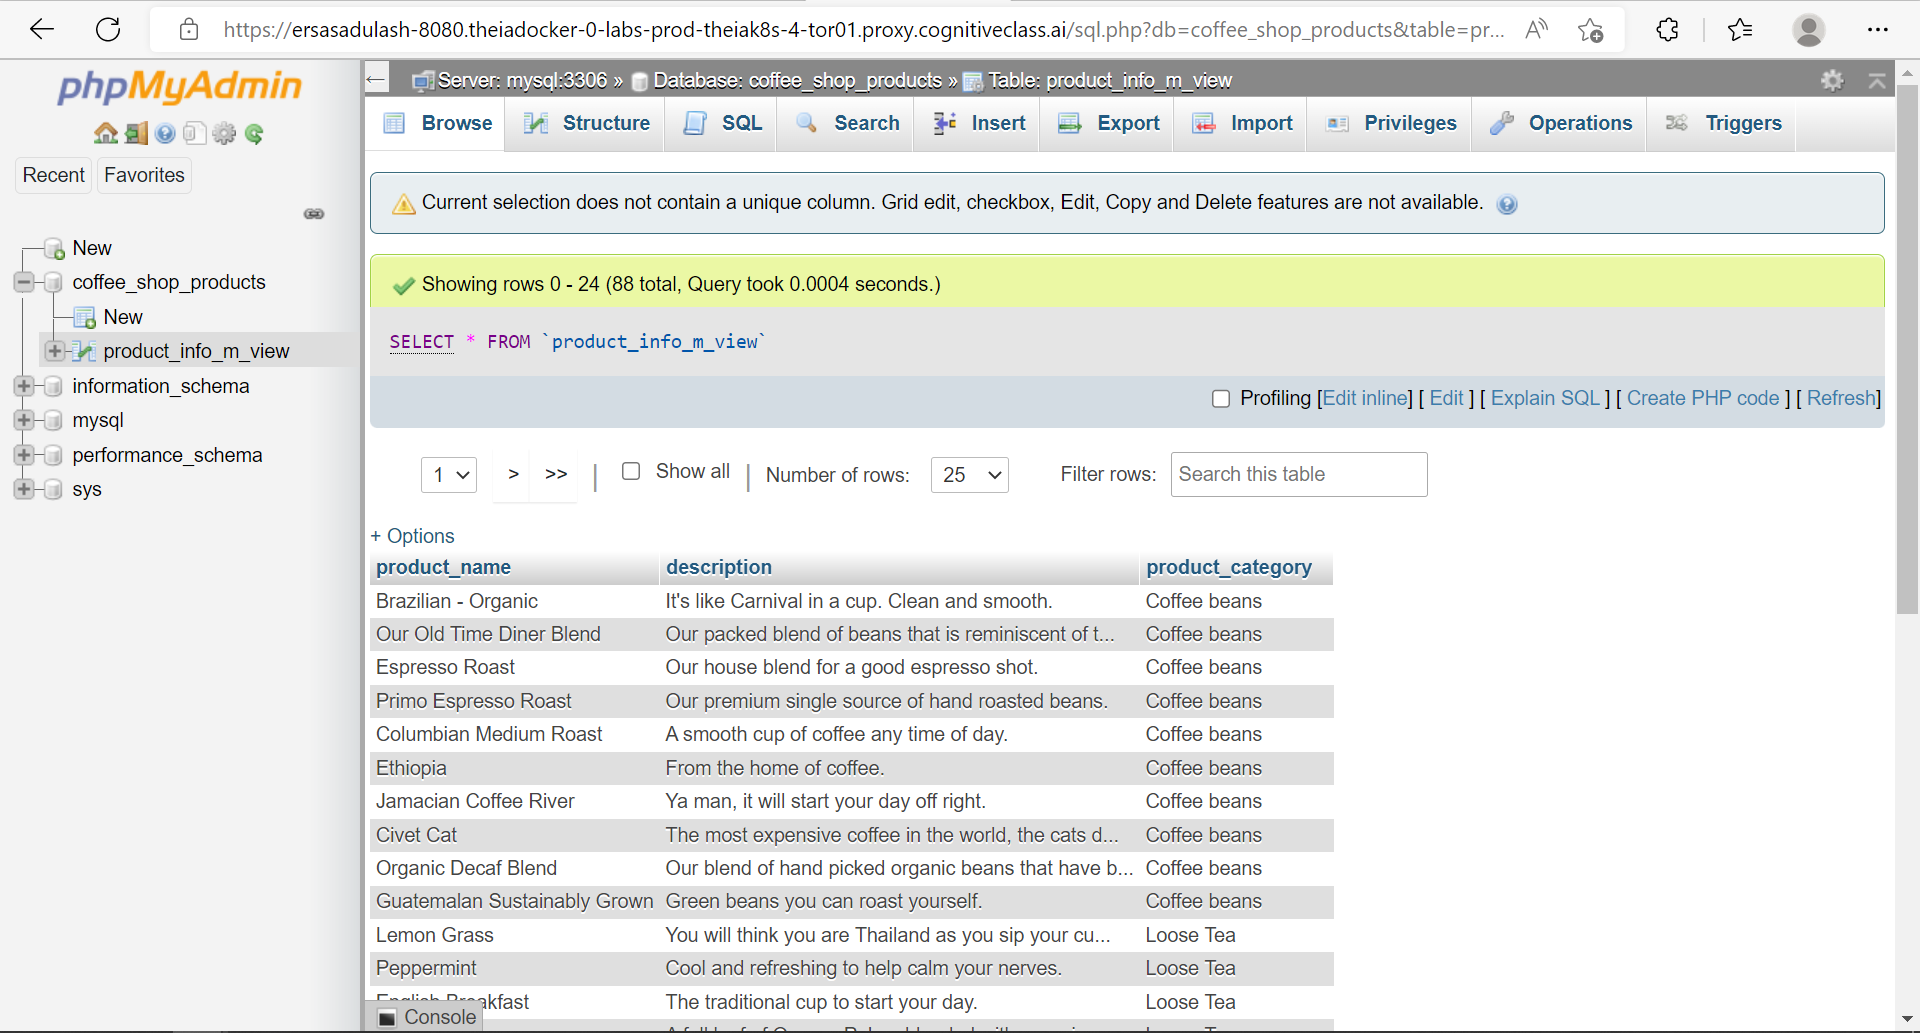 https://ersasadulash-8080.theiadocker-0-labs-prod-theiak8s-4-tor01.proxy.cognitiveclass.ai/sql.php?db=coffee_shop_products&table=pr...
phpMyAdmin
Recent Favorites
New
coffee_shop_products
New
product_info_m_view
information_schema
mysql
performance_schema
sys
Server: mysql:3306 » Database: coffee_shop_products » Table: product_info_m_view
Browse Structure SQL Search Insert Export Import Privileges Operations Triggers
Current selection does not contain a unique column. Grid edit, checkbox, Edit, Copy and Delete features are not available.
Showing rows 0 - 24 (88 total, Query took 0.0004 seconds.)
SELECT * FROM `product_info_m_view`
Profiling [Edit inline] [ Edit ] [ Explain SQL ] [ Create PHP code ] [ Refresh]
1 > >> | Show all | Number of rows: 25 Filter rows: Search this table
+ Options
product_name description product_category
Brazilian - Organic It's like Carnival in a cup. Clean and smooth. Coffee beans
Our Old Time Diner Blend Our packed blend of beans that is reminiscent of t... Coffee beans
Espresso Roast Our house blend for a good espresso shot. Coffee beans
Primo Espresso Roast Our premium single source of hand roasted beans. Coffee beans
Columbian Medium Roast A smooth cup of coffee any time of day. Coffee beans
Ethiopia From the home of coffee. Coffee beans
Jamacian Coffee River Ya man, it will start your day off right. Coffee beans
Civet Cat The most expensive coffee in the world, the cats d... Coffee beans
Organic Decaf Blend Our blend of hand picked organic beans that have b... Coffee beans
Guatemalan Sustainably Grown Green beans you can roast yourself. Coffee beans
Lemon Grass You will think you are Thailand as you sip your cu... Loose Tea
Peppermint Cool and refreshing to help calm your nerves. Loose Tea
English Breakfast The traditional cup to start your day. Loose Tea
Console